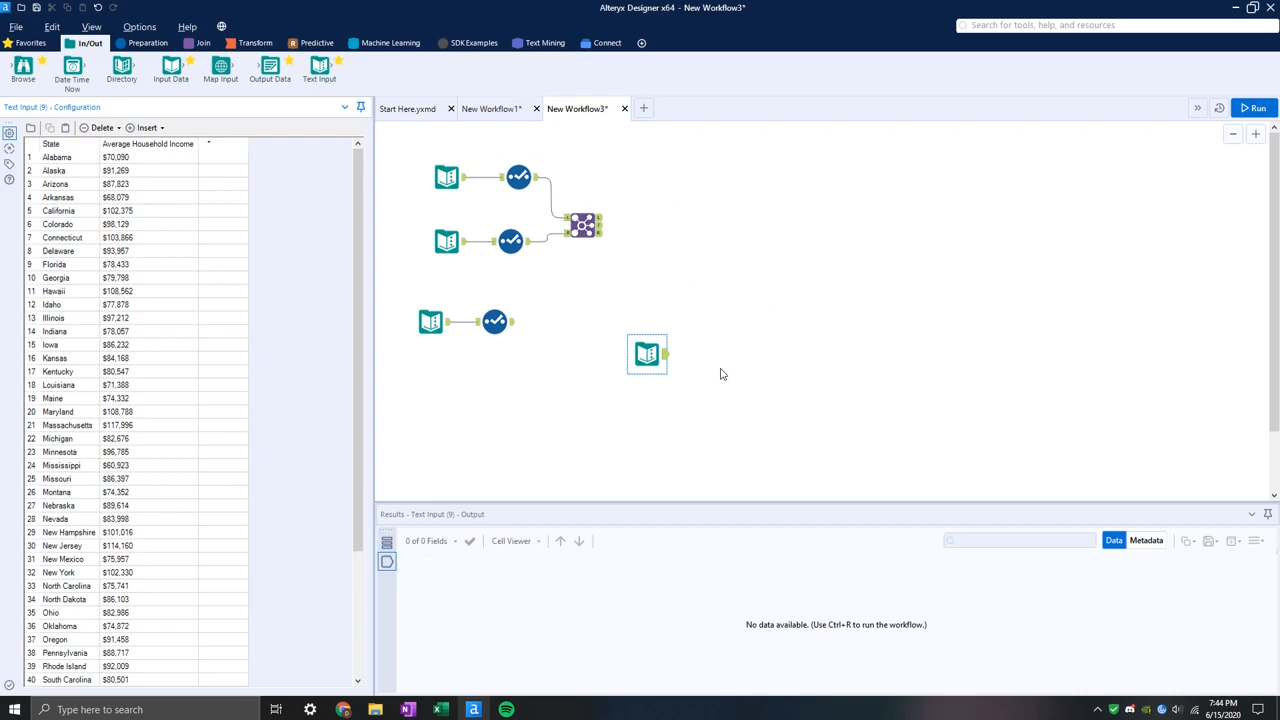 Alteryx Designer x64 - New Workflow3*
File Edit View Options Help
Search for tools, help, and resources
Favorites In/Out Preparation Join Transform Predictive Machine Learning SDKExamples Text Mining Connect
Browse Date Time Now Directory Input Data Map Input Output Data Text Input
Text Input (9) - Configuration
Start Here.yxmd New Workflow1* New Workflow3*
Run
Delete Insert
State Average Household Income
1 Alabama $70,090
2 Alaska $91,269
3 Arizona $87,823
4 Arkansas $68,079
5 California $102,375
6 Colorado $98,129
7 Connecticut $103,866
8 Delaware $93,957
9 Florida $78,433
10 Georgia $79,798
11 Hawaii $108,562
12 Idaho $77,878
13 Illinois $97,212
14 Indiana $78,057
15 Iowa $86,232
16 Kansas $84,168
17 Kentucky $80,547
18 Louisiana $71,388
19 Maine $74,332
20 Maryland $108,788
21 Massachusetts $117,996
22 Michigan $82,676
23 Minnesota $96,785
24 Mississippi $60,923
25 Missouri $86,397
26 Montana $74,352
27 Nebraska $89,614
28 Nevada $83,998
29 New Hampshire $101,016
30 New Jersey $114,160
31 New Mexico $75,957
32 New York $102,330
33 North Carolina $75,741
34 North Dakota $86,103
35 Ohio $82,986
36 Oklahoma $74,872
37 Oregon $91,458
38 Pennsylvania $88,717
39 Rhode Island $92,009
40 South Carolina $80,501
Results - Text Input (9) - Output
0 of 0 Fields Cell Viewer Data Metadata
No data available. (Use Ctrl+R to run the workflow.)
Type here to search
7:44 PM
6/15/2020